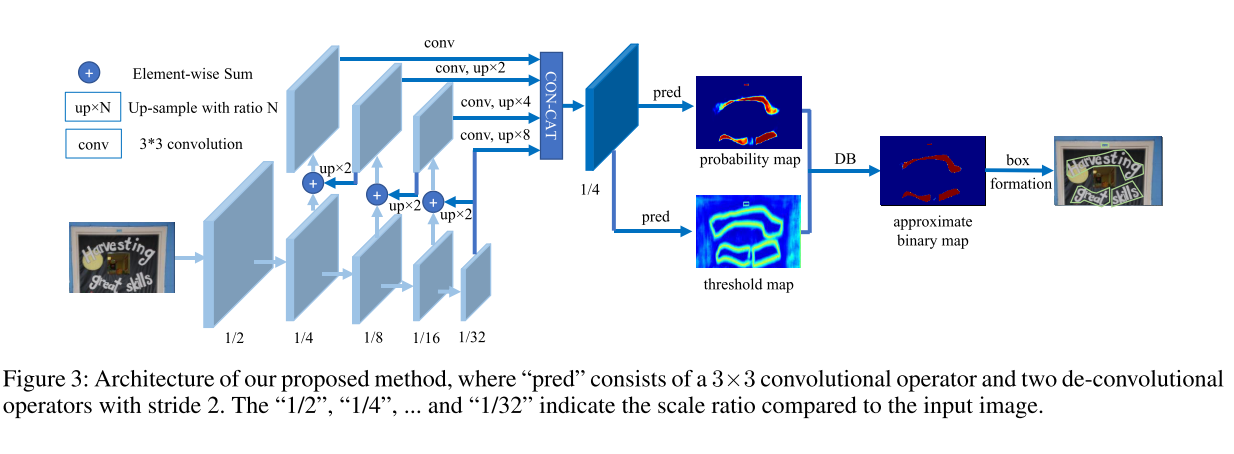 conv
conv, up×2
conv, up×4
conv, up×8
CON-CAT
+
Element-wise Sum
up×N
Up-sample with ratio N
conv
3*3 convolution
up×2
up×2
up×2
+
+
+
Harvesting
great skills
1/2
1/4
1/8
1/16
1/32
1/4
pred
pred
probability map
threshold map
DB
approximate
binary map
box
formation
Harvesting
great skills
Figure 3: Architecture of our proposed method, where “pred” consists of a 3×3 convolutional operator and two de-convolutional
operators with stride 2. The “1/2”, “1/4”, ... and “1/32” indicate the scale ratio compared to the input image.